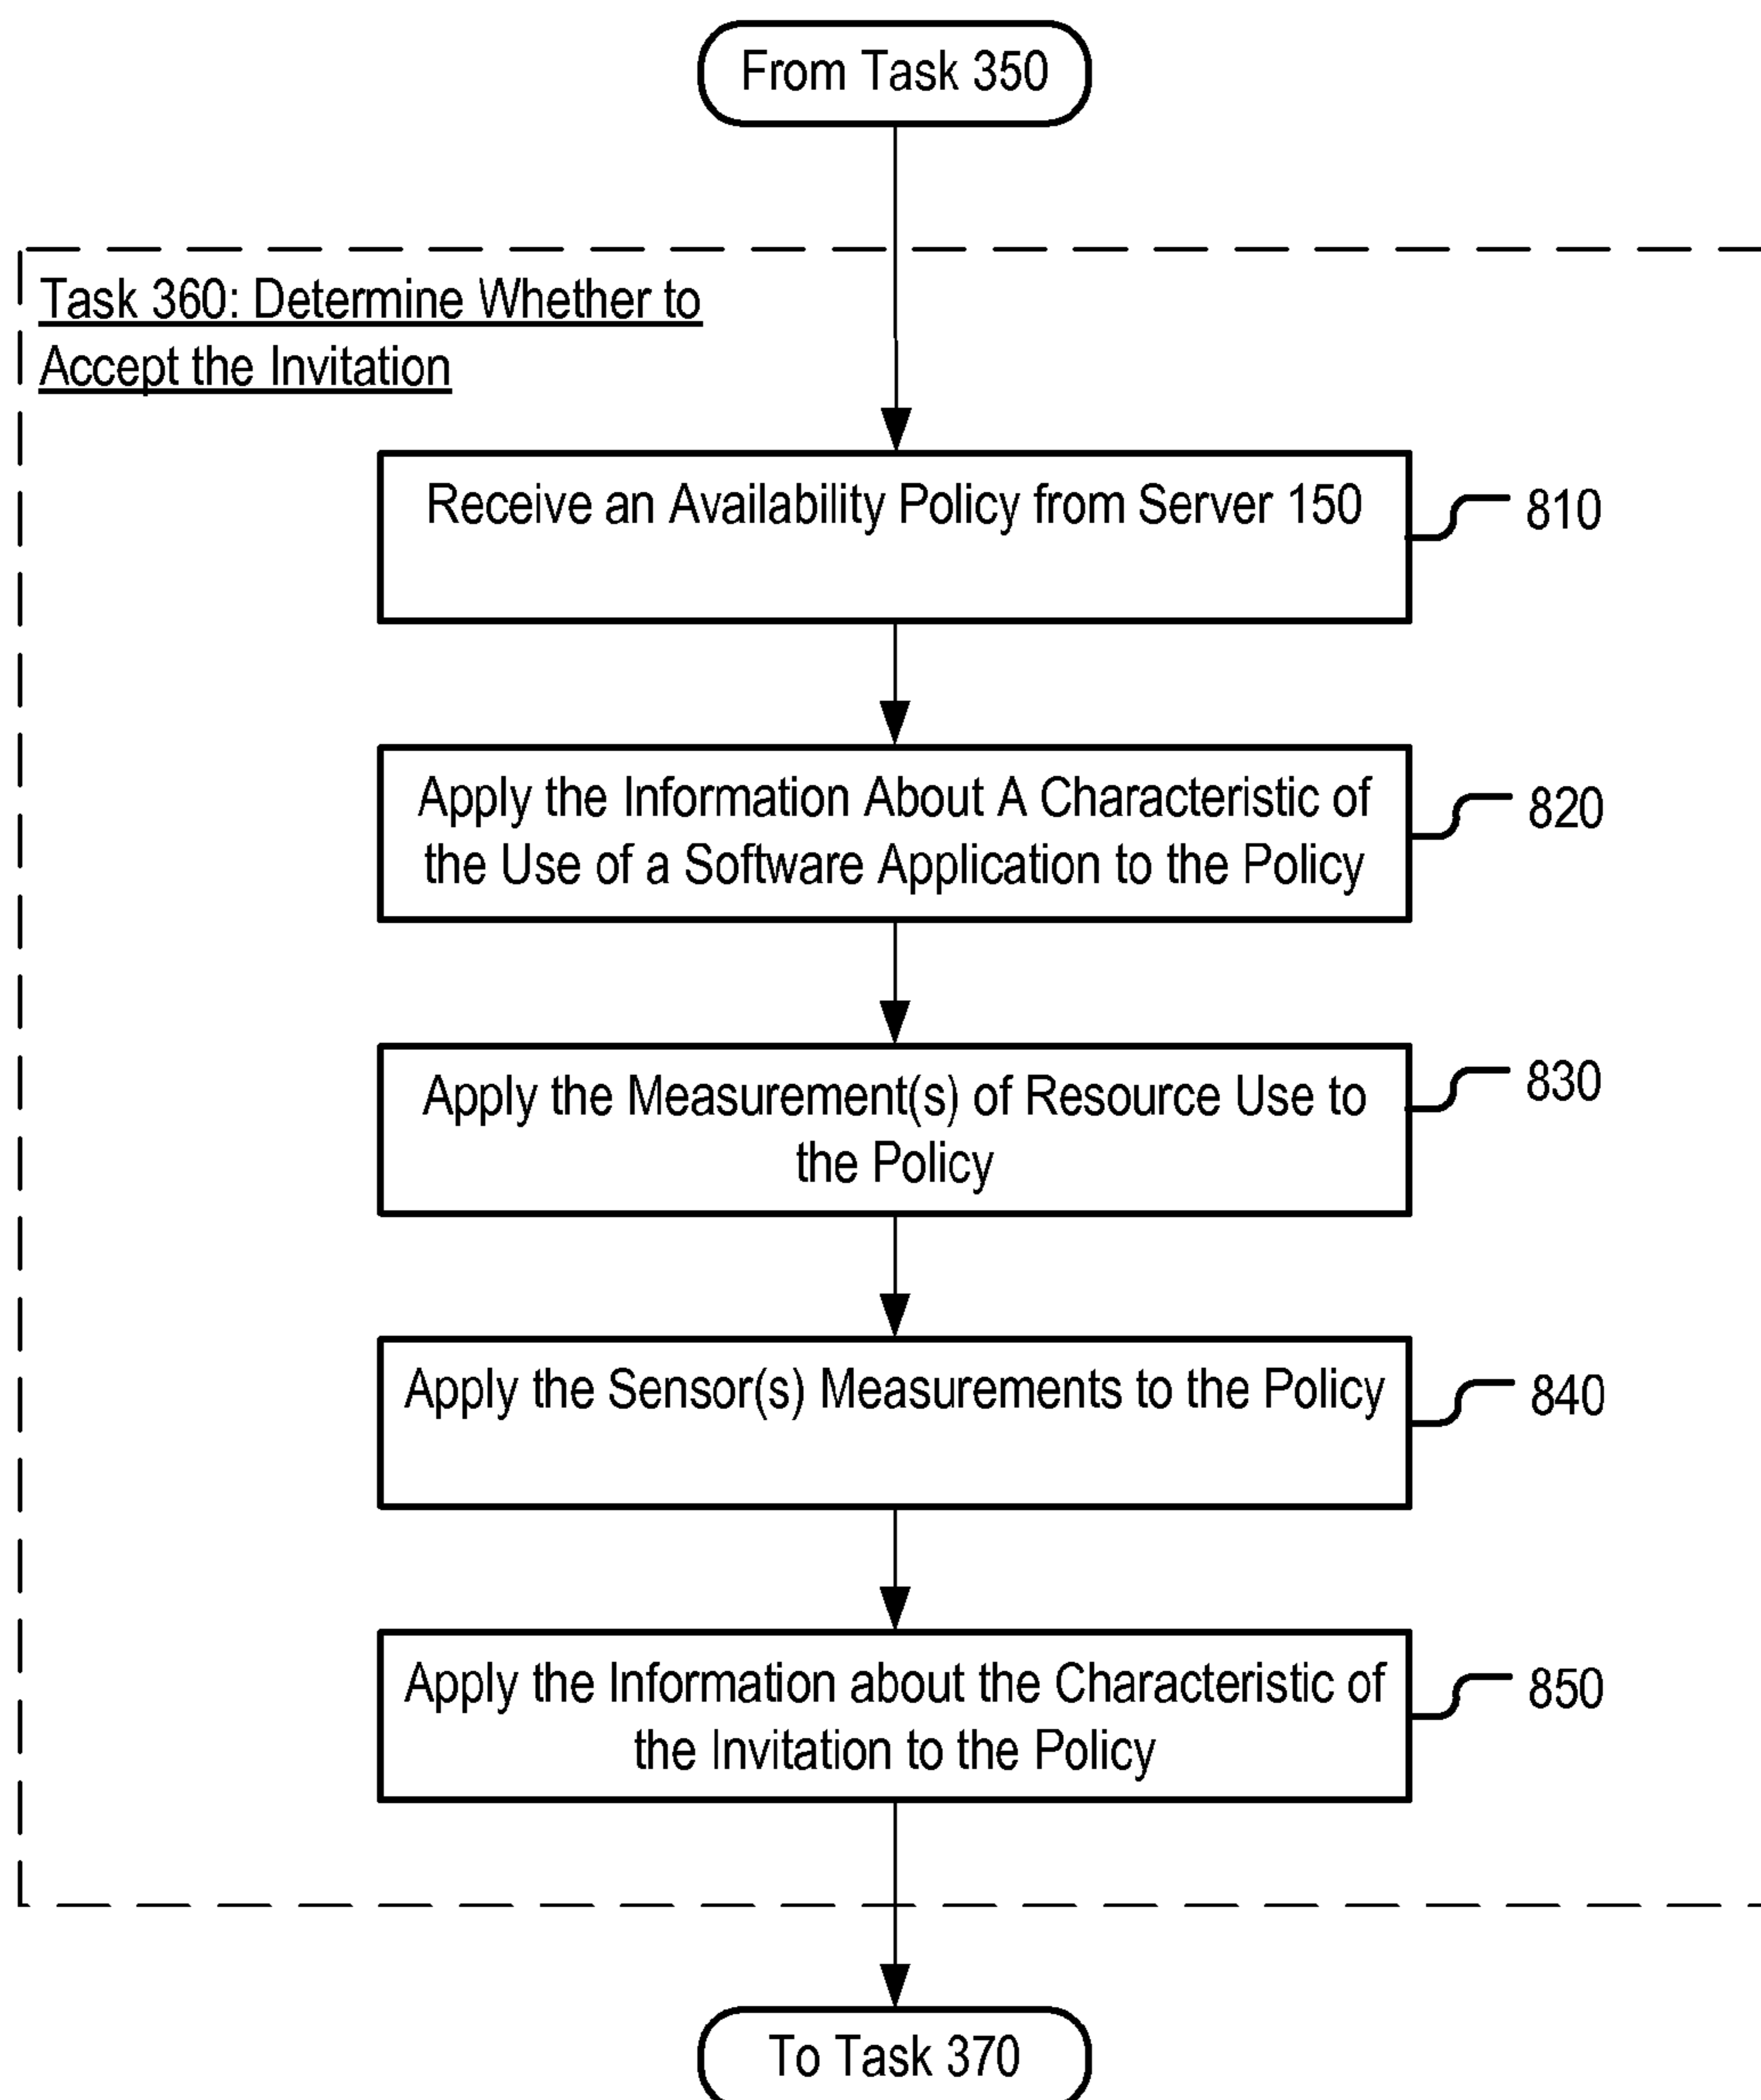 From Task 350
Task 360: Determine Whether to
Accept the Invitation
Receive an Availability Policy from Server 150
810
Apply the Information About A Characteristic of
the Use of a Software Application to the Policy
820
Apply the Measurement(s) of Resource Use to
the Policy
830
Apply the Sensor(s) Measurements to the Policy
840
Apply the Information about the Characteristic of
the Invitation to the Policy
850
To Task 370